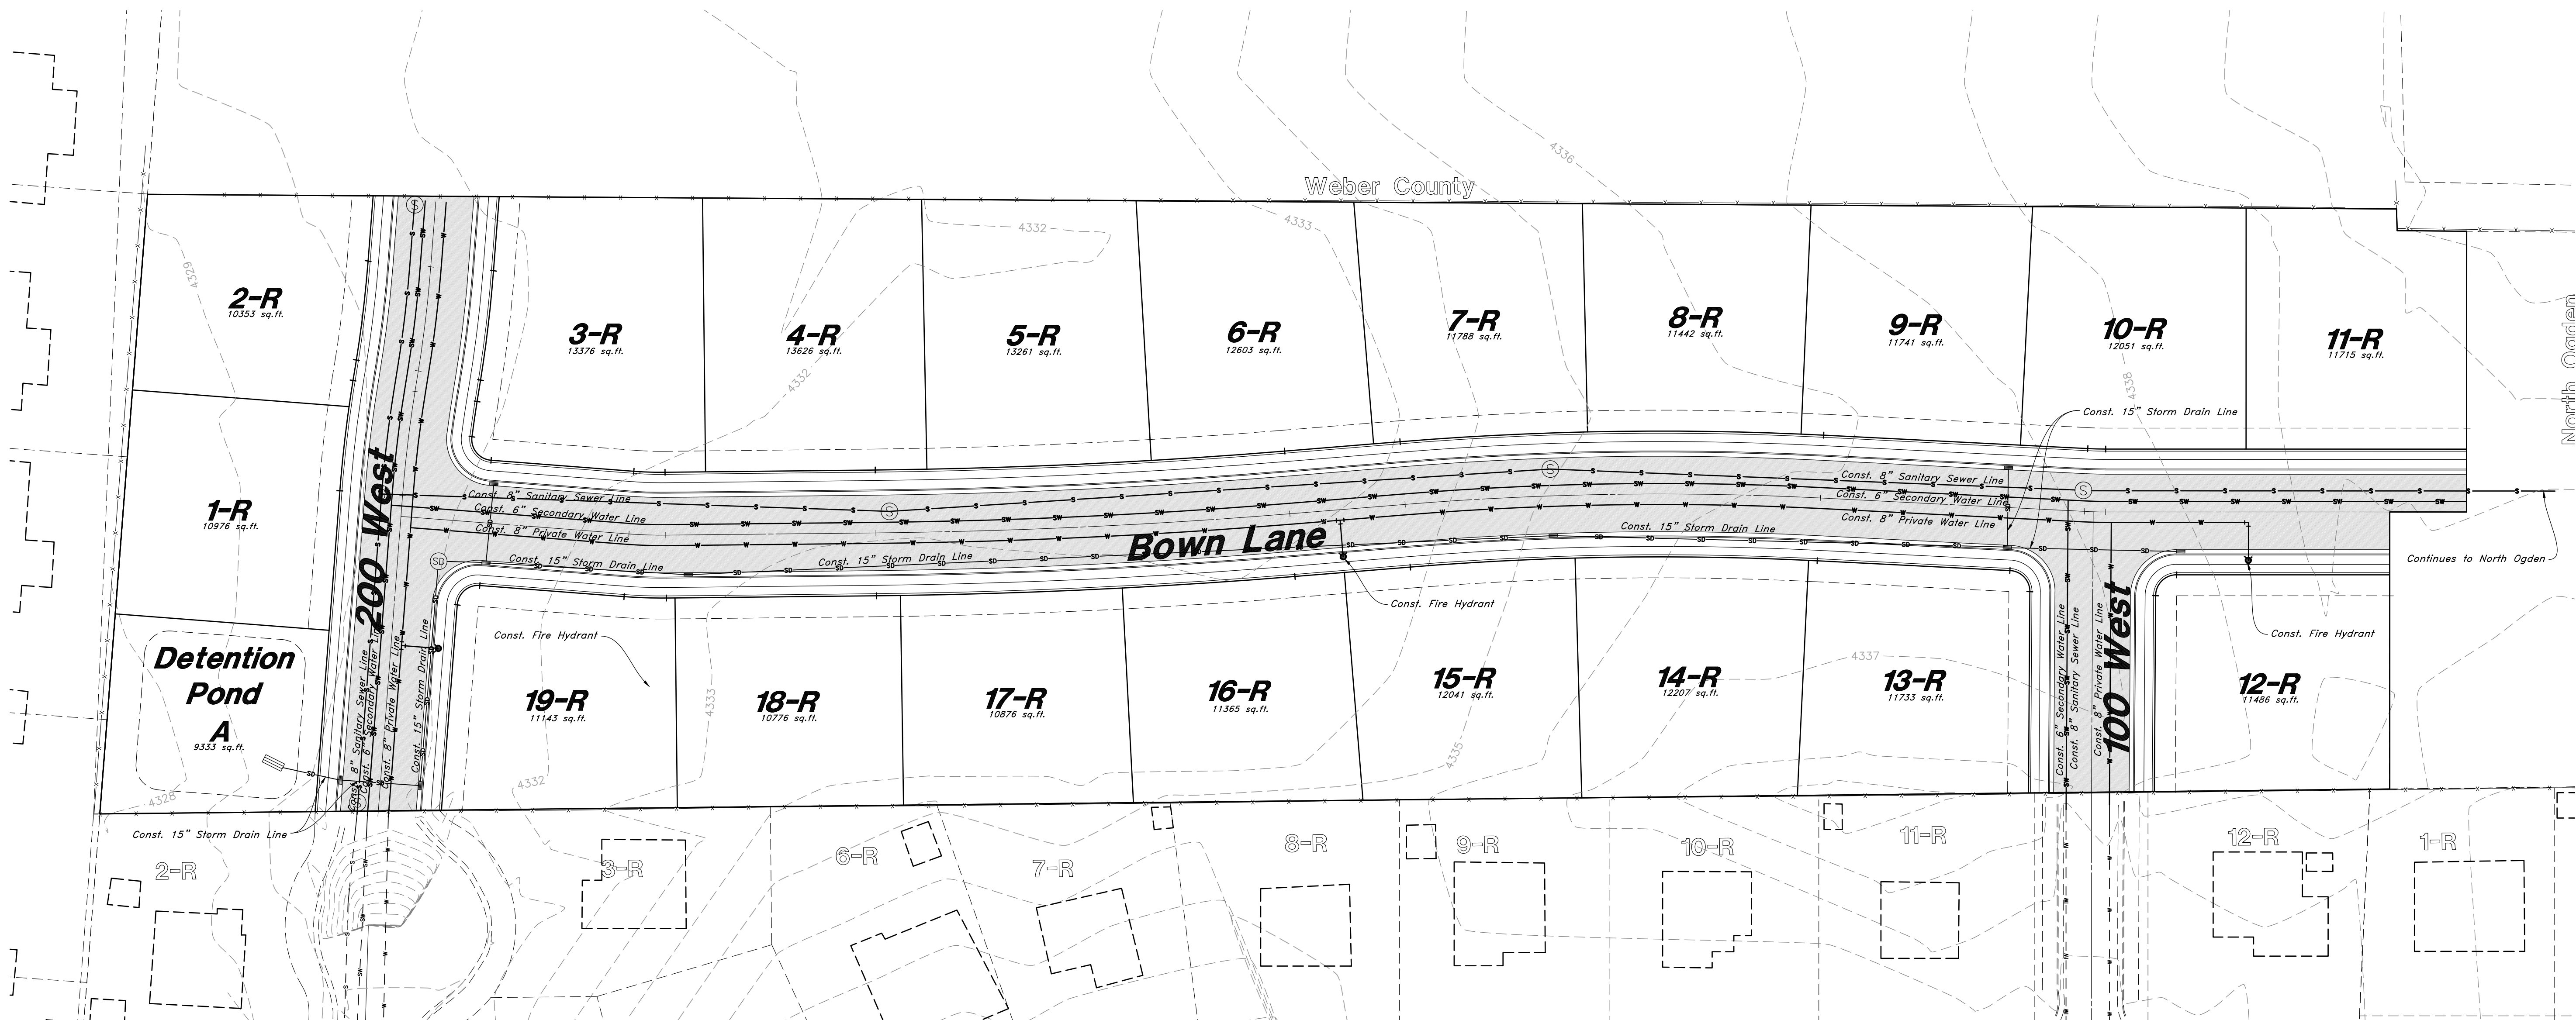 4336
Weber County
4332
4333
4329
2-R
10353 sq.ft.
3-R
13376 sq.ft.
4-R
13626 sq.ft.
5-R
13261 sq.ft.
6-R
12603 sq.ft.
7-R
11788 sq.ft.
8-R
11442 sq.ft.
9-R
11741 sq.ft.
10-R
12051 sq.ft.
11-R
11715 sq.ft.
North Ogden
4332
4338
Const. 15" Storm Drain Line
200 West
Const. 8" Sanitary Sewer Line
Const. 6" Secondary Water Line
Const. 8" Private Water Line
Const. 8" Sanitary Sewer Line
Const. 6" Secondary Water Line
Const. 8" Private Water Line
1-R
10976 sq.ft.
Bown Lane
Const. 15" Storm Drain Line
Const. 15" Storm Drain Line
Const. 15" Storm Drain Line
Continues to North Ogden
Const. Fire Hydrant
Const. Fire Hydrant
Const. Fire Hydrant
Detention
Pond
A
9333 sq.ft.
Const. 8" Sanitary Sewer Line
Const. 6" Secondary Water Line
Const. 8" Private Water Line
Const. 15" Storm Drain Line
19-R
11143 sq.ft.
18-R
10776 sq.ft.
17-R
10876 sq.ft.
16-R
11365 sq.ft.
15-R
12041 sq.ft.
14-R
12207 sq.ft.
13-R
11733 sq.ft.
12-R
11486 sq.ft.
100 West
Const. 6" Secondary Water Line
Const. 8" Sanitary Sewer Line
Const. 8" Private Water Line
4333
4337
4335
4332
4328
Const. 15" Storm Drain Line
2-R
3-R
6-R
7-R
8-R
9-R
10-R
11-R
12-R
1-R